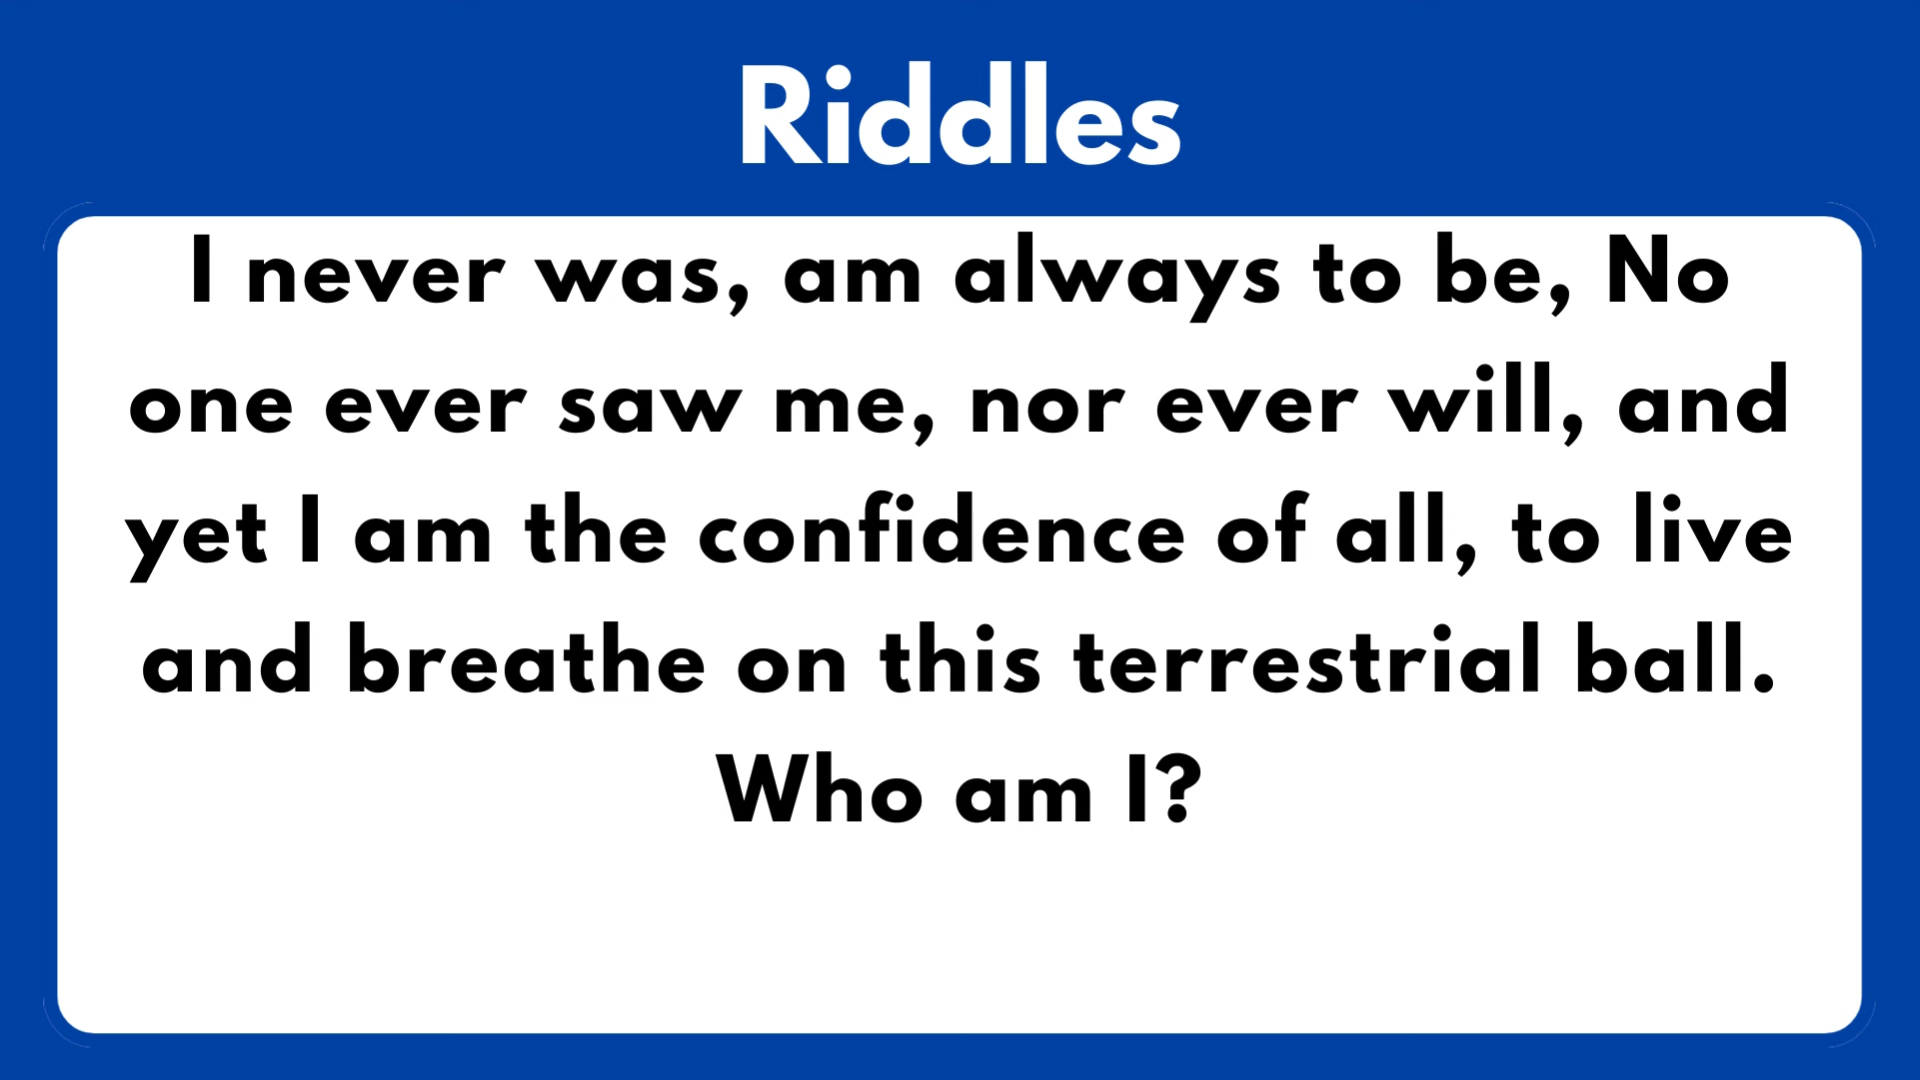 Riddles
I never was, am always to be, No
one ever saw me, nor ever will, and
yet I am the confidence of all, to live
and breathe on this terrestrial ball.
Who am I?